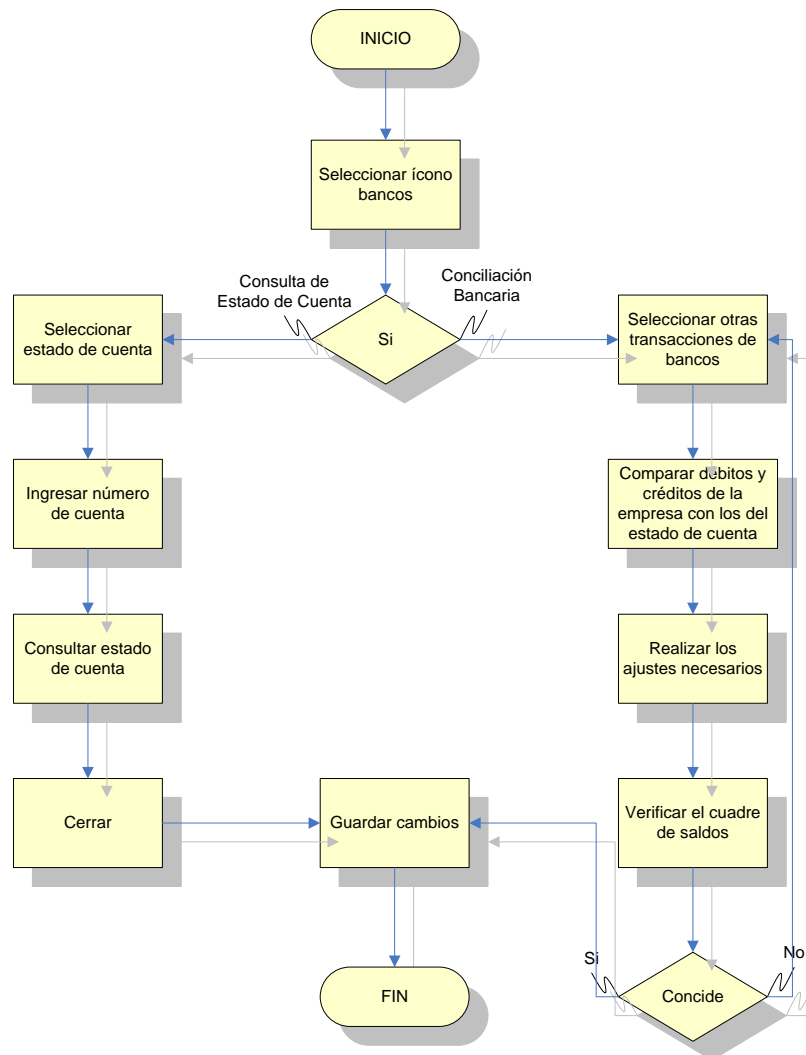 INICIO
Seleccionar ícono
bancos
Consulta de
Estado de Cuenta
Conciliación
Bancaria
Si
Seleccionar
estado de cuenta
Seleccionar otras
transacciones de
bancos
Ingresar número
de cuenta
Comparar débitos y
créditos de la
empresa con los del
estado de cuenta
Consultar estado
de cuenta
Realizar los
ajustes necesarios
Cerrar
Guardar cambios
Verificar el cuadre
de saldos
Si
No
Concide
FIN